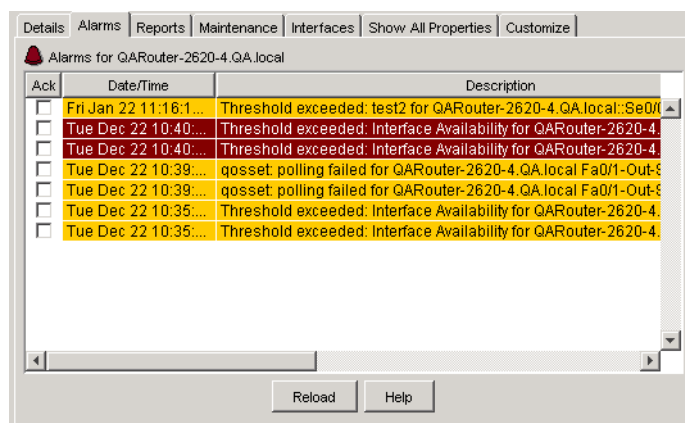 Details Alarms Reports Maintenance Interfaces Show All Properties Customize
Alarms for QARouter-2620-4.QA.local
Ack Date/Time Description
Fri Jan 22 11:16:1... Threshold exceeded: test2 for QARouter-2620-4.QA.local::Se0/(
Tue Dec 22 10:40:... Threshold exceeded: Interface Availability for QARouter-2620-4.
Tue Dec 22 10:40:... Threshold exceeded: Interface Availability for QARouter-2620-4.
Tue Dec 22 10:39:... qosset: polling failed for QARouter-2620-4.QA.local Fa0/1-Out-S
Tue Dec 22 10:39:... qosset: polling failed for QARouter-2620-4.QA.local Fa0/1-Out-S
Tue Dec 22 10:35:... Threshold exceeded: Interface Availability for QARouter-2620-4.
Tue Dec 22 10:35:... Threshold exceeded: Interface Availability for QARouter-2620-4.
Reload Help